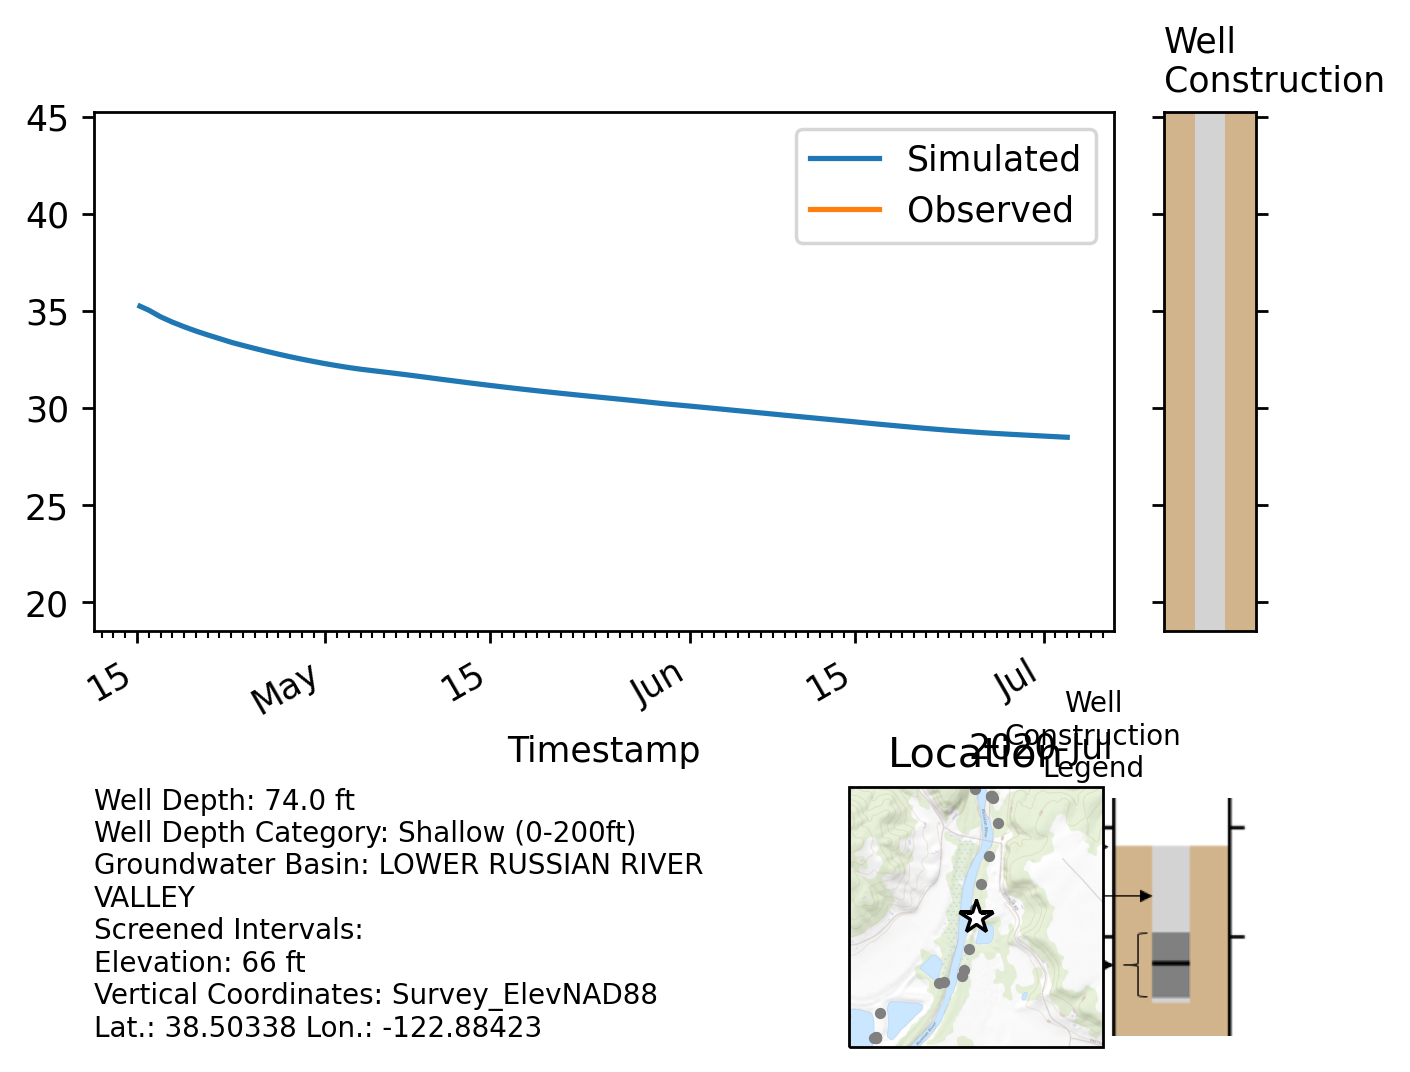 Well
Construction
45
40
35
30
25
20
Simulated
Observed
15
May
15
Jun
15
Jul
Timestamp
2020-Jul
Location
Well
Construction
Legend
Well Depth: 74.0 ft
Well Depth Category: Shallow (0-200ft)
Groundwater Basin: LOWER RUSSIAN RIVER
VALLEY
Screened Intervals:
Elevation: 66 ft
Vertical Coordinates: Survey_ElevNAD88
Lat.: 38.50338 Lon.: -122.88423